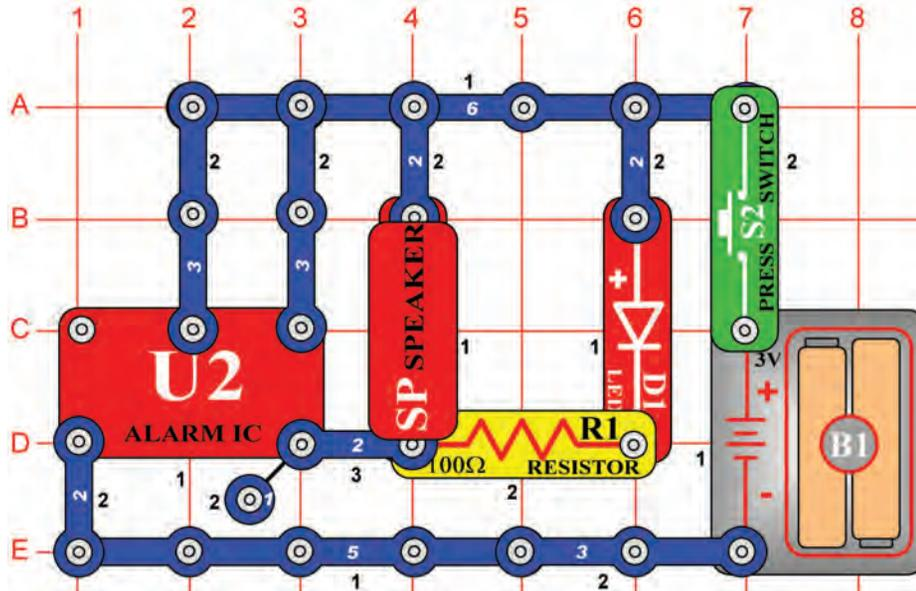 1 2 3 4 5 6 7 8
A
1
6
2 2 2 2 2 2 2
PRESS SWITCH
S2
B
3 3
SP SPEAKER
+
D1
LED
C
1 1
3V
U2
ALARM IC
+
B1
-
D
2
R1
100Ω
RESISTOR
1 3 2 1
2 2
2 1
E
5 3
1 2